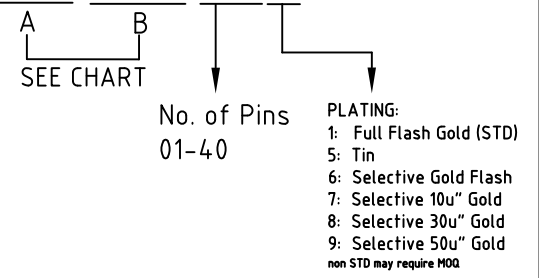 A B
SEE CHART
No. of Pins
01-40
PLATING:
1: Full Flash Gold (STD)
5: Tin
6: Selective Gold Flash
7: Selective 10u" Gold
8: Selective 30u" Gold
9: Selective 50u" Gold
non STD may require MOQ